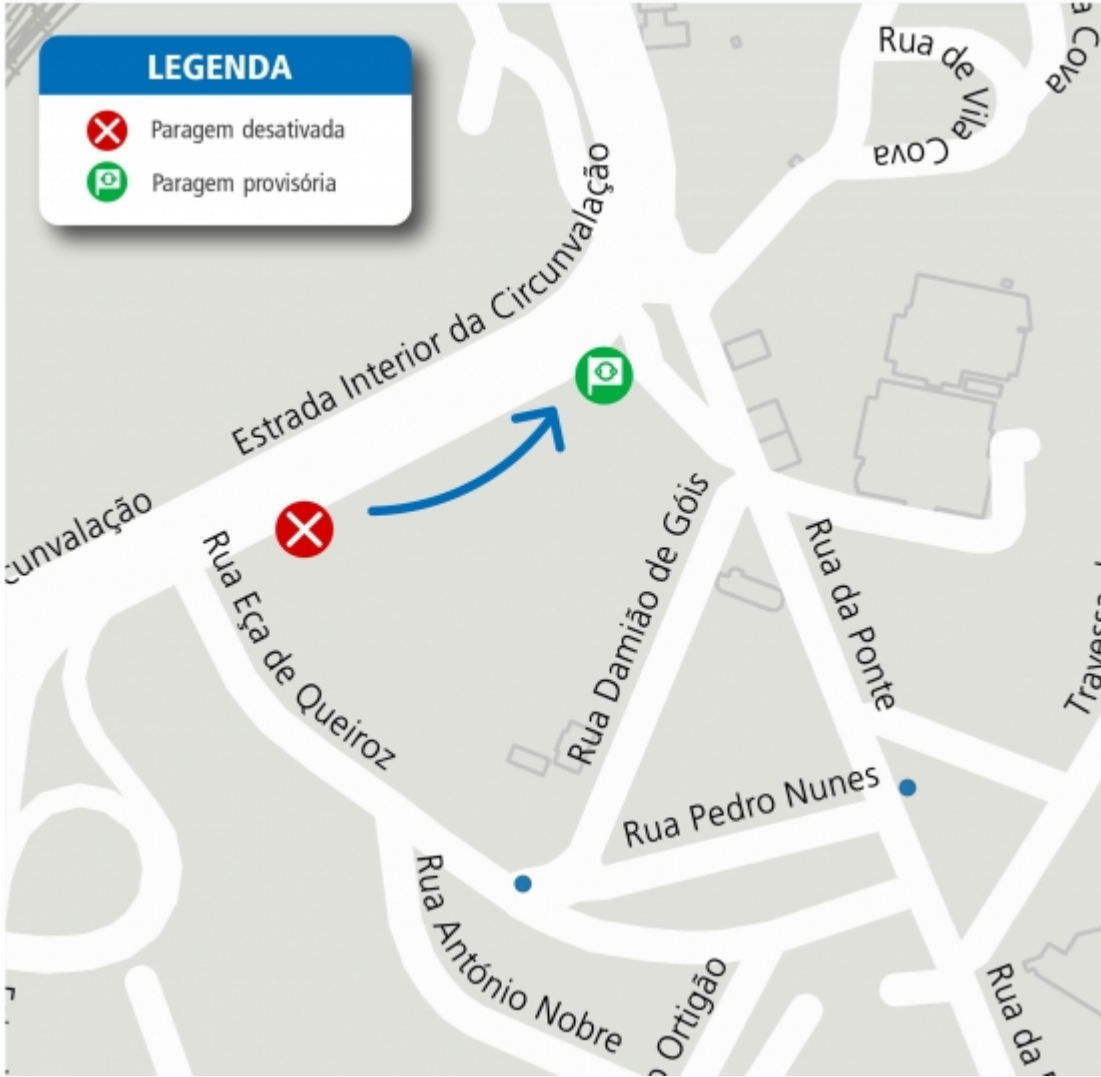 LEGENDA
Paragem desativada
Paragem provisória
Rua de Vila Cova
a Cova
Estrada Interior da Circunvalação
cunvalação
Rua Eça de Queiroz
Rua Damião de Góis
Rua da Ponte
Travessa
Rua Pedro Nunes
Rua António Nobre
o Ortigão
Rua da